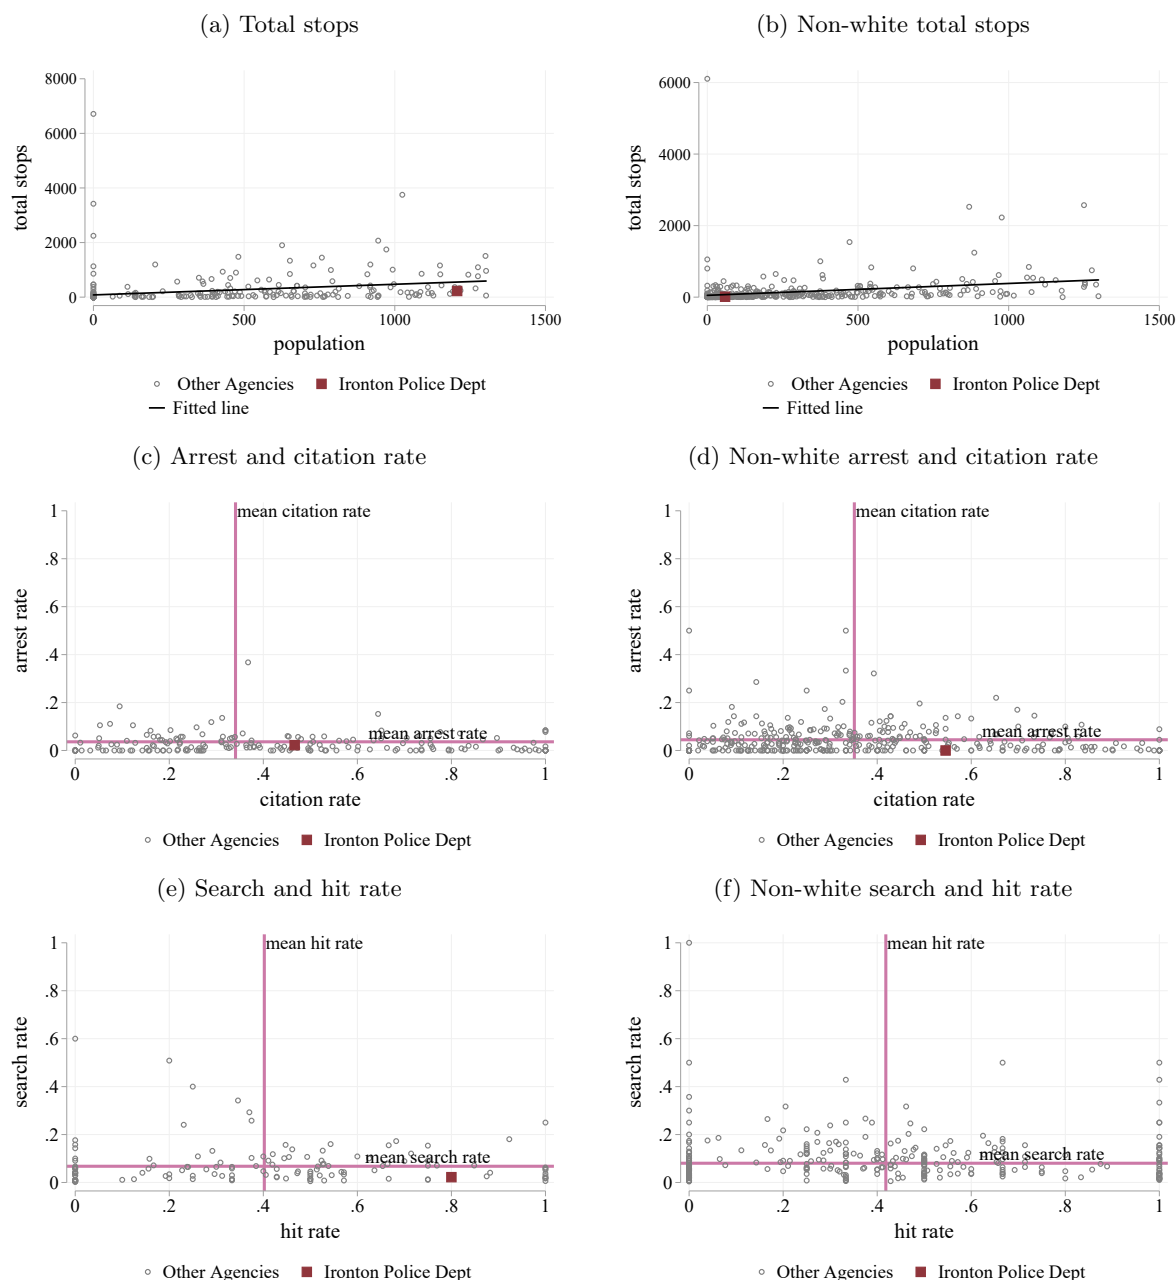 (a) Total stops
(b) Non-white total stops
total stops
8000
6000
4000
2000
0
0 500 1000 1500
population
Other Agencies Ironton Police Dept
Fitted line
total stops
6000
4000
2000
0
0 500 1000 1500
population
Other Agencies Ironton Police Dept
Fitted line
(c) Arrest and citation rate
(d) Non-white arrest and citation rate
arrest rate
1
.8
.6
.4
.2
0
mean citation rate
mean arrest rate
0 .2 .4 .6 .8 1
citation rate
Other Agencies Ironton Police Dept
arrest rate
1
.8
.6
.4
.2
0
mean citation rate
mean arrest rate
0 .2 .4 .6 .8 1
citation rate
Other Agencies Ironton Police Dept
(e) Search and hit rate
(f) Non-white search and hit rate
search rate
1
.8
.6
.4
.2
0
mean hit rate
mean search rate
0 .2 .4 .6 .8 1
hit rate
Other Agencies Ironton Police Dept
search rate
1
.8
.6
.4
.2
0
mean hit rate
mean search rate
0 .2 .4 .6 .8 1
hit rate
Other Agencies Ironton Police Dept